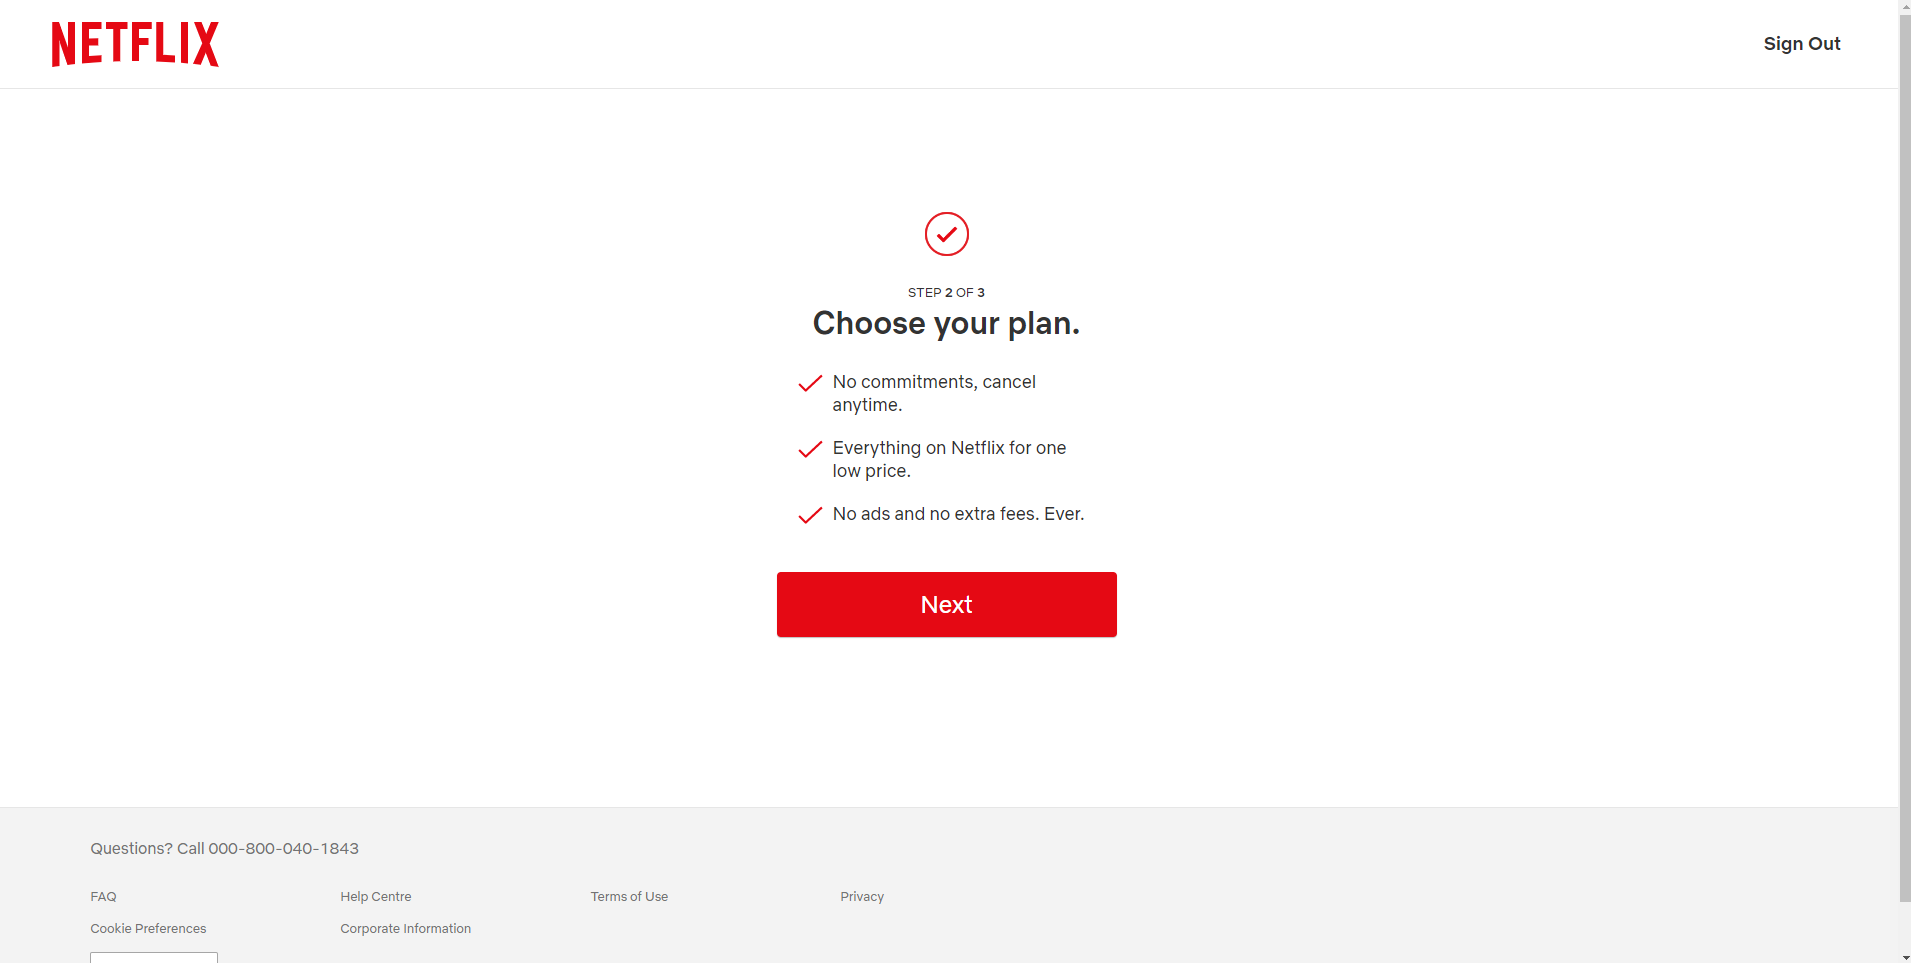 NETFLIX
Sign Out
STEP 2 OF 3
Choose your plan.
No commitments, cancel
anytime.
Everything on Netflix for one
low price.
No ads and no extra fees. Ever.
Next
Questions? Call 000-800-040-1843
FAQ
Help Centre
Terms of Use
Privacy
Cookie Preferences
Corporate Information